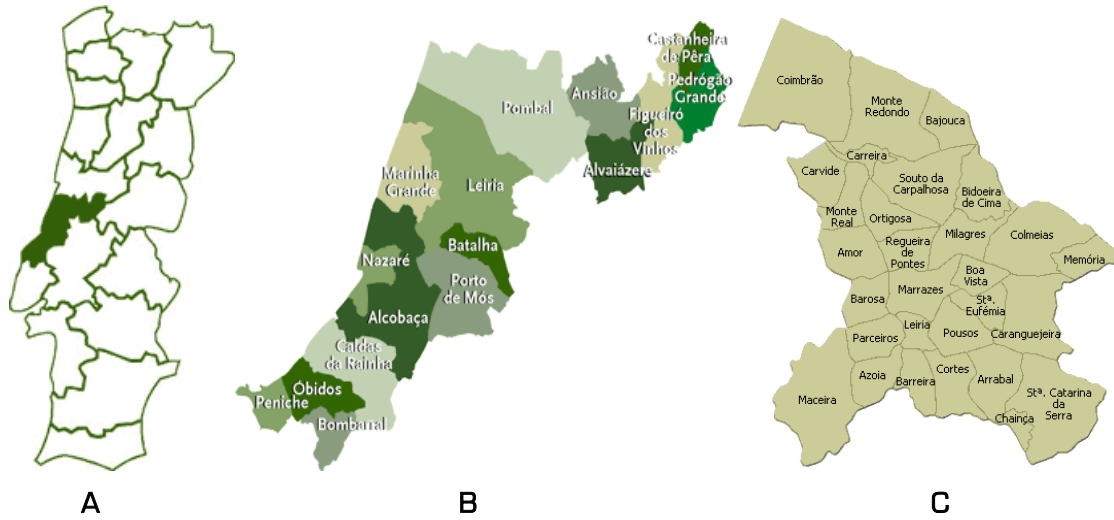 Castanheira
de Pêra
Pedrógão
Grande
Ansião
Pombal
Figueiró
dos
Vinhos
Alvaiázere
Marinha
Grande
Leiria
Batalha
Nazaré
Porto
de Mós
Alcobaça
Caldas
da Rainha
Óbidos
Peniche
Bombarral
Coimbrão
Monte
Redondo
Bajouca
Carreira
Carvide
Souto da
Carpalhosa
Bidoeira
de Cima
Monte
Real
Ortigosa
Milagres
Colmeias
Amor
Regueira
de
Pontes
Memória
Boa
Vista
Marrazes
Barosa
Stª.
Eufémia
Leiria
Pousos
Caranguejeira
Parceiros
Azoia
Barreira
Cortes
Arrabal
Maceira
Stª. Catarina
da
Serra
Chainça
A
B
C